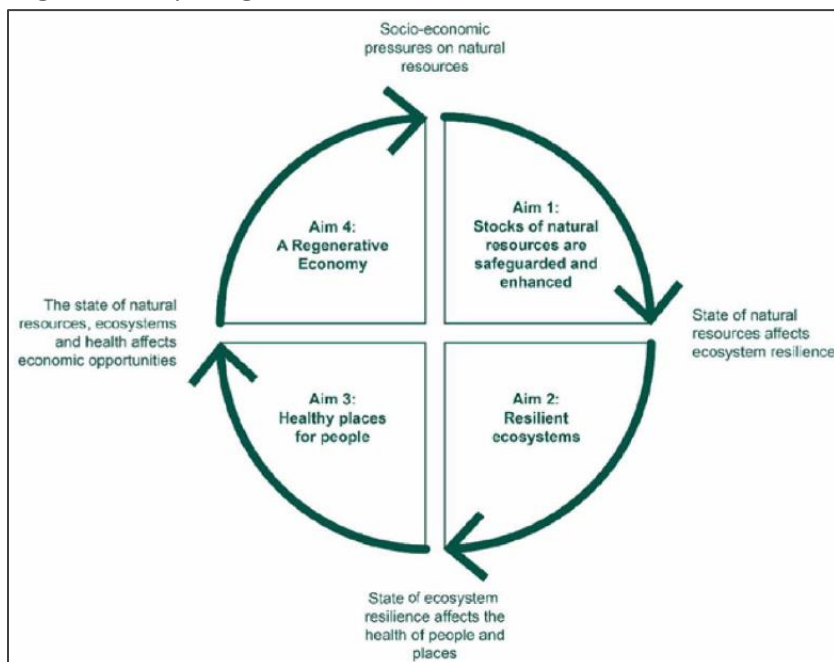 Socio-economic
pressures on natural
resources
Aim 4:
A Regenerative
Economy
Aim 1:
Stocks of natural
resources are
safeguarded and
enhanced
The state of natural
resources, ecosystems
and health affects
economic opportunities
State of natural
resources affects
ecosystem resilience
Aim 3:
Healthy places
for people
Aim 2:
Resilient
ecosystems
State of ecosystem
resilience affects the
health of people and
places